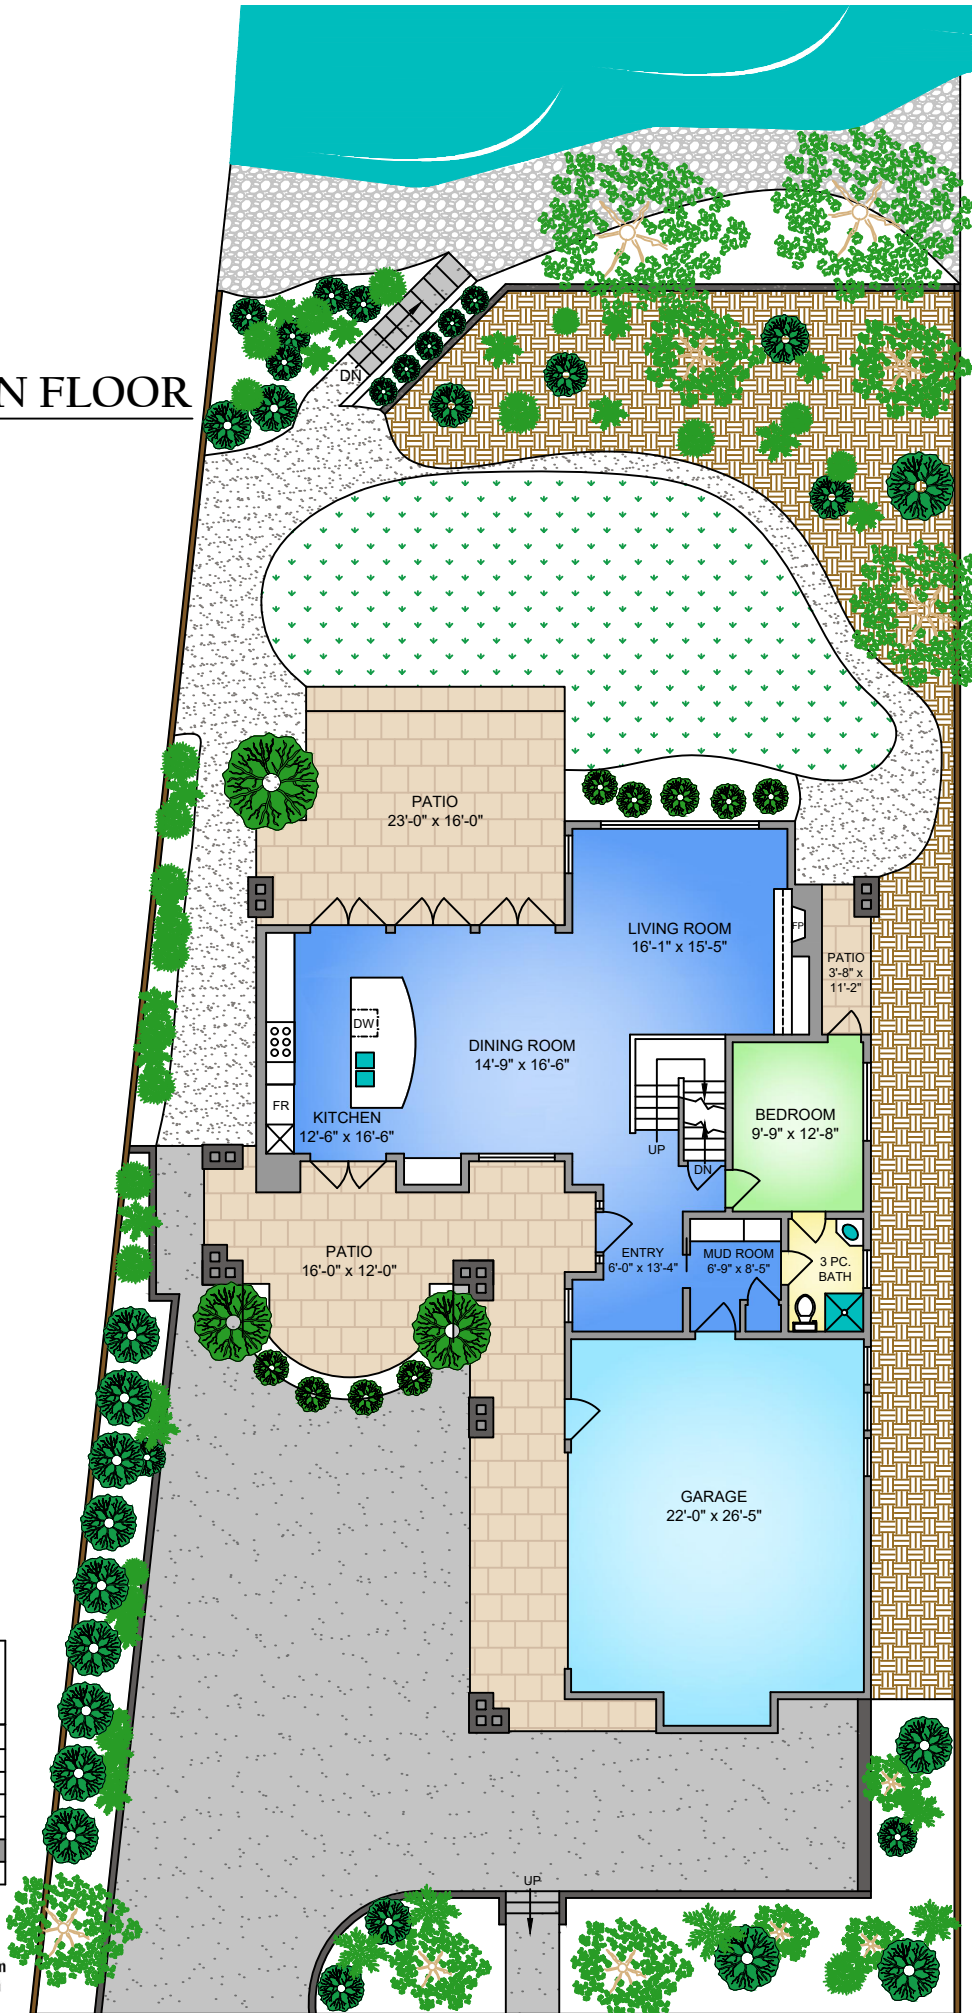 N FLOOR
DN
PATIO
23'-0" x 16'-0"
LIVING ROOM
16'-1" x 15'-5"
FP
PATIO
3'-8" x
11'-2"
DW
DINING ROOM
14'-9" x 16'-6"
FR
KITCHEN
12'-6" x 16'-6"
BEDROOM
9'-9" x 12'-8"
UP
DN
PATIO
16'-0" x 12'-0"
ENTRY
6'-0" x 13'-4"
MUD ROOM
6'-9" x 8'-5"
3 PC.
BATH
GARAGE
22'-0" x 26'-5"
UP
m